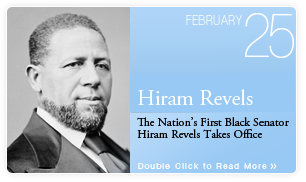 FEBRUARY
25
Hiram Revels
The Nation's First Black Senator
Hiram Revels Takes Office
Double Click to Read More »